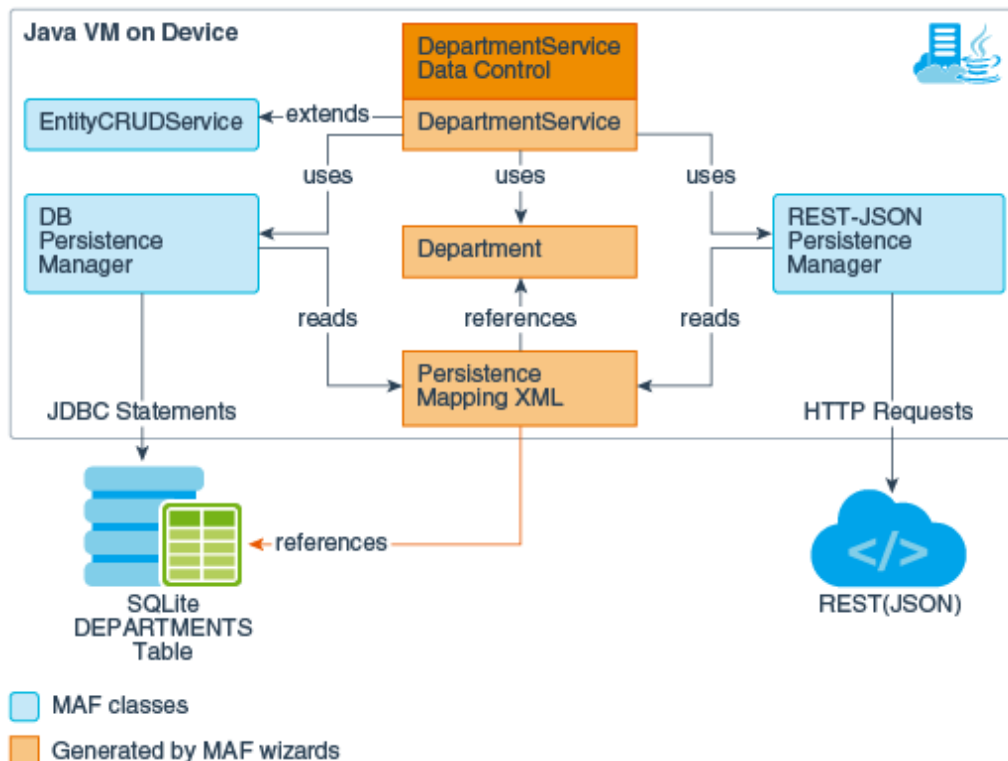 Java VM on Device
DepartmentService
Data Control
EntityCRUDService
extends
DepartmentService
uses
uses
uses
DB
Persistence
Manager
Department
REST-JSON
Persistence
Manager
reads
references
reads
Persistence
Mapping XML
JDBC Statements
HTTP Requests
</>
references
SQLite
DEPARTMENTS
Table
REST(JSON)
MAF classes
Generated by MAF wizards